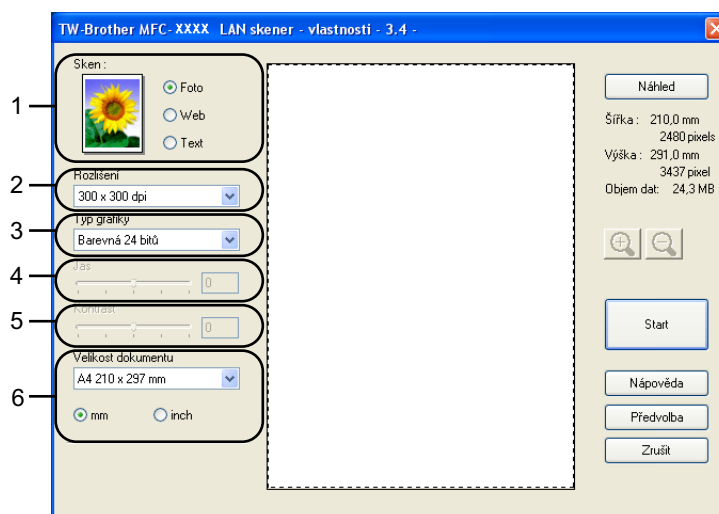 TW-Brother MFC-XXXX LAN skener - vlastnosti - 3.4 -
1
Sken :
Foto
Web
Text
2
Rozlišení
300 x 300 dpi
3
Typ grafiky
Barevná 24 bitů
4
Jas
0
5
Kontrast
0
6
Velikost dokumentu
A4 210 x 297 mm
mm
inch
Náhled
Šířka : 210,0 mm
2480 pixels
Výška : 291,0 mm
3437 pixel
Objem dat: 24,3 MB
Start
Nápověda
Předvolba
Zrušit